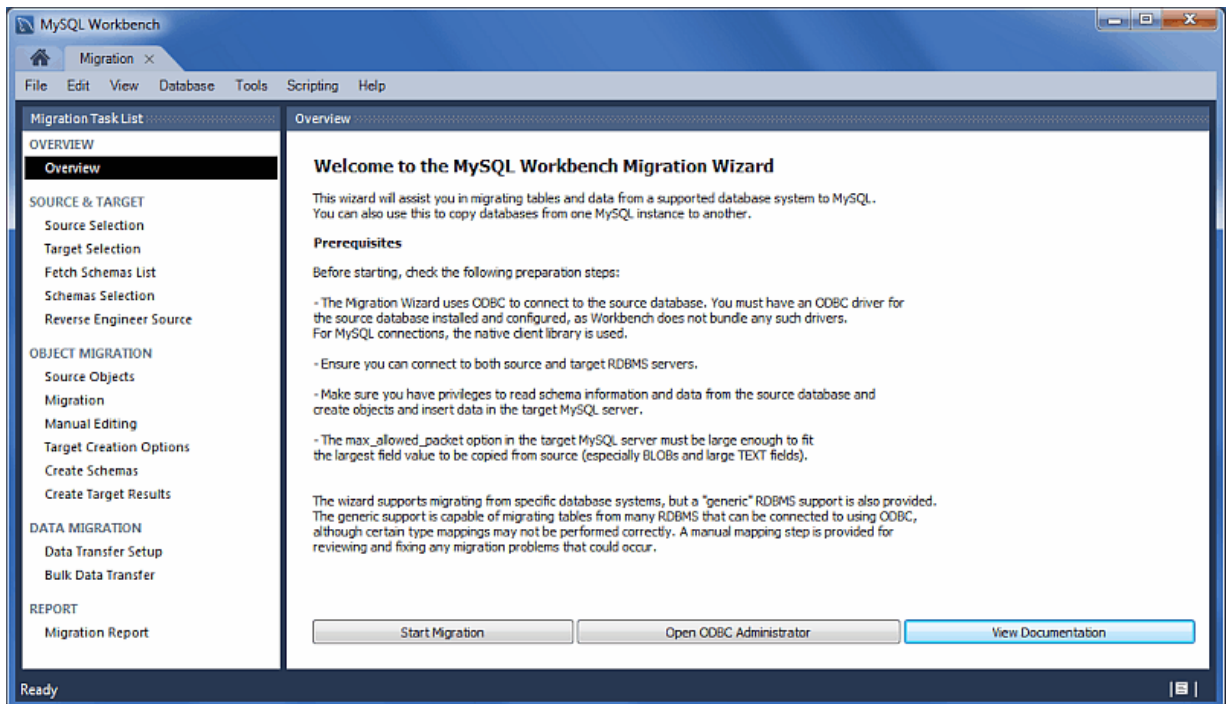 MySQL Workbench
Migration
File Edit View Database Tools Scripting Help
Migration Task List
OVERVIEW
Overview
SOURCE & TARGET
Source Selection
Target Selection
Fetch Schemas List
Schemas Selection
Reverse Engineer Source
OBJECT MIGRATION
Source Objects
Migration
Manual Editing
Target Creation Options
Create Schemas
Create Target Results
DATA MIGRATION
Data Transfer Setup
Bulk Data Transfer
REPORT
Migration Report
Overview
Welcome to the MySQL Workbench Migration Wizard
This wizard will assist you in migrating tables and data from a supported database system to MySQL.
You can also use this to copy databases from one MySQL instance to another.
Prerequisites
Before starting, check the following preparation steps:
- The Migration Wizard uses ODBC to connect to the source database. You must have an ODBC driver for
the source database installed and configured, as Workbench does not bundle any such drivers.
For MySQL connections, the native client library is used.
- Ensure you can connect to both source and target RDBMS servers.
- Make sure you have privileges to read schema information and data from the source database and
create objects and insert data in the target MySQL server.
- The max_allowed_packet option in the target MySQL server must be large enough to fit
the largest field value to be copied from source (especially BLOBs and large TEXT fields).
The wizard supports migrating from specific database systems, but a "generic" RDBMS support is also provided.
The generic support is capable of migrating tables from many RDBMS that can be connected to using ODBC,
although certain type mappings may not be performed correctly. A manual mapping step is provided for
reviewing and fixing any migration problems that could occur.
Start Migration
Open ODBC Administrator
View Documentation
Ready